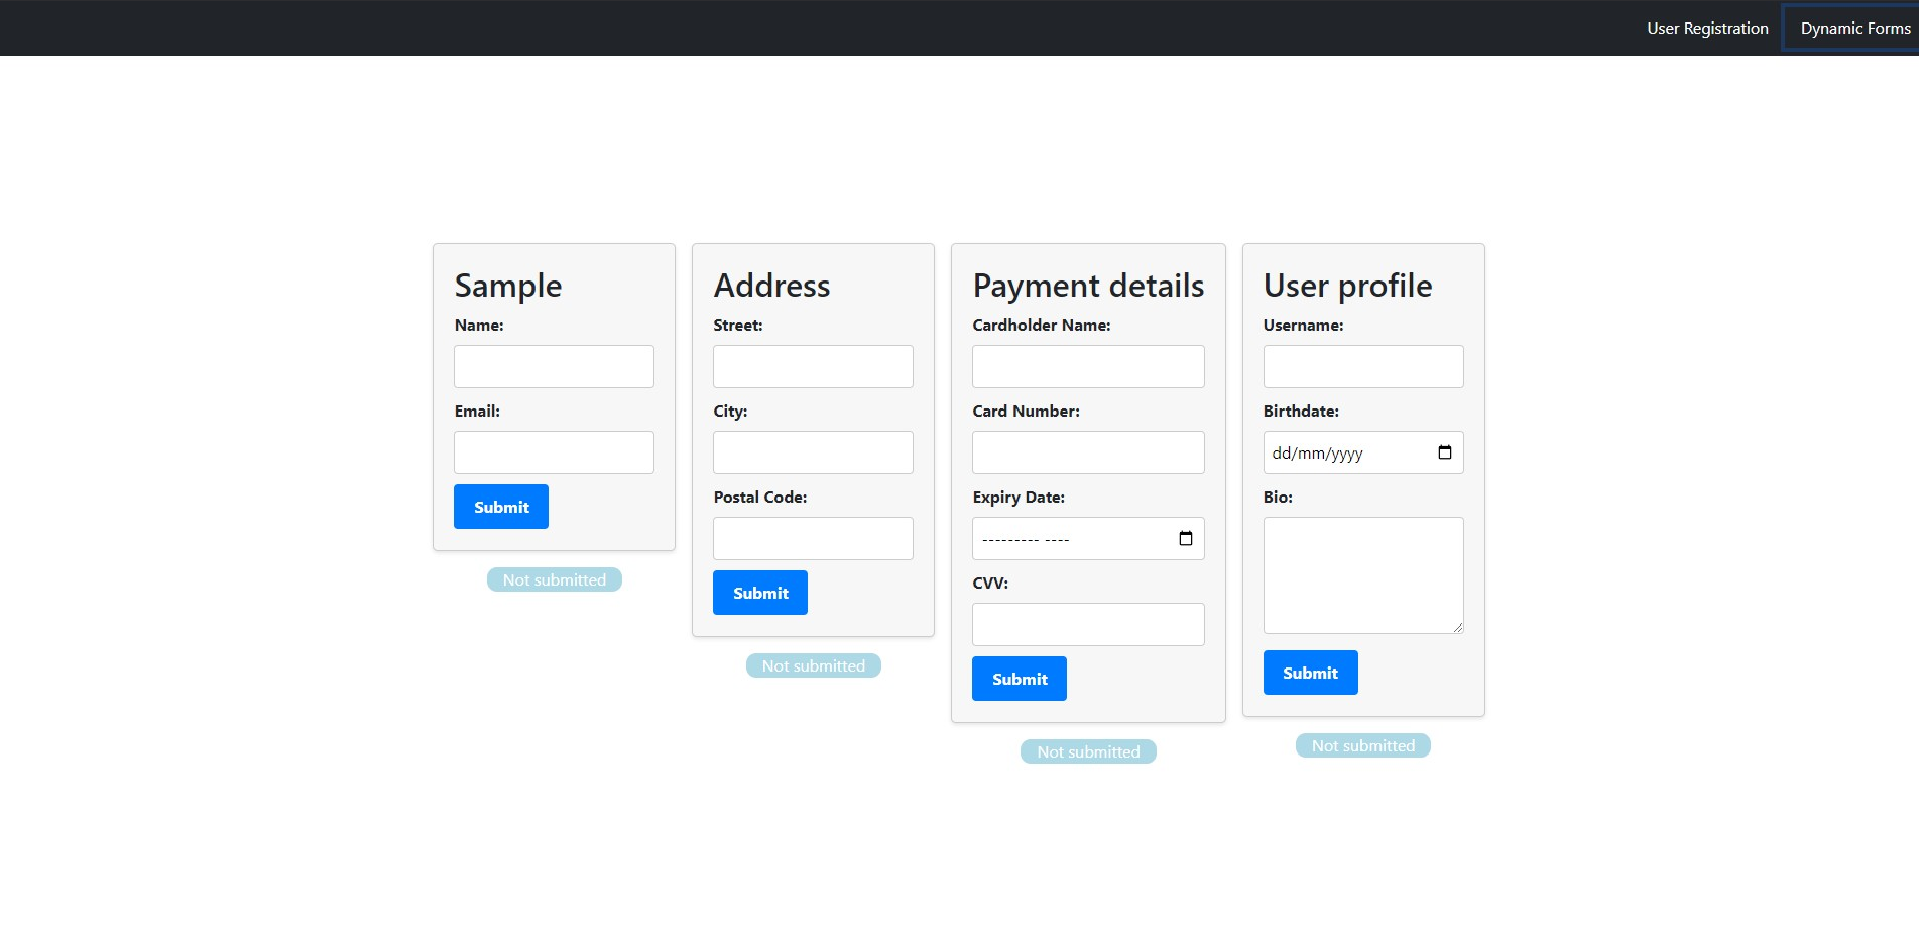 User Registration
Dynamic Forms
Sample
Name:
Email:
Submit
Not submitted
Address
Street:
City:
Postal Code:
Submit
Not submitted
Payment details
Cardholder Name:
Card Number:
Expiry Date:
--------- ----
CVV:
Submit
Not submitted
User profile
Username:
Birthdate:
dd/mm/yyyy
Bio:
Submit
Not submitted